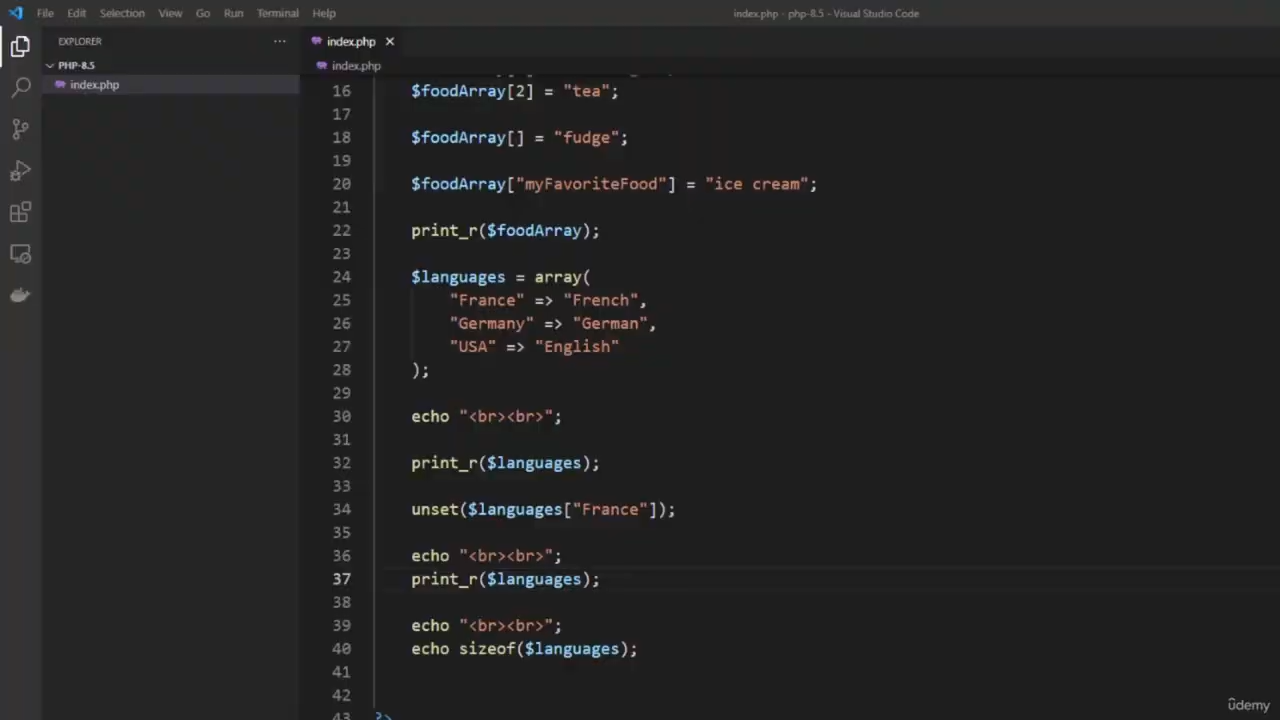 File Edit Selection View Go Run Terminal Help
index.php - php-8.5 - Visual Studio Code
EXPLORER ...
PHP-8.5
index.php
index.php
index.php
16 $foodArray[2] = "tea";
17
18 $foodArray[] = "fudge";
19
20 $foodArray["myFavoriteFood"] = "ice cream";
21
22 print_r($foodArray);
23
24 $languages = array(
25 "France" => "French",
26 "Germany" => "German",
27 "USA" => "English"
28 );
29
30 echo "<br><br>";
31
32 print_r($languages);
33
34 unset($languages["France"]);
35
36 echo "<br><br>";
37 print_r($languages);
38
39 echo "<br><br>";
40 echo sizeof($languages);
41
42
43 ?>
ûdemy